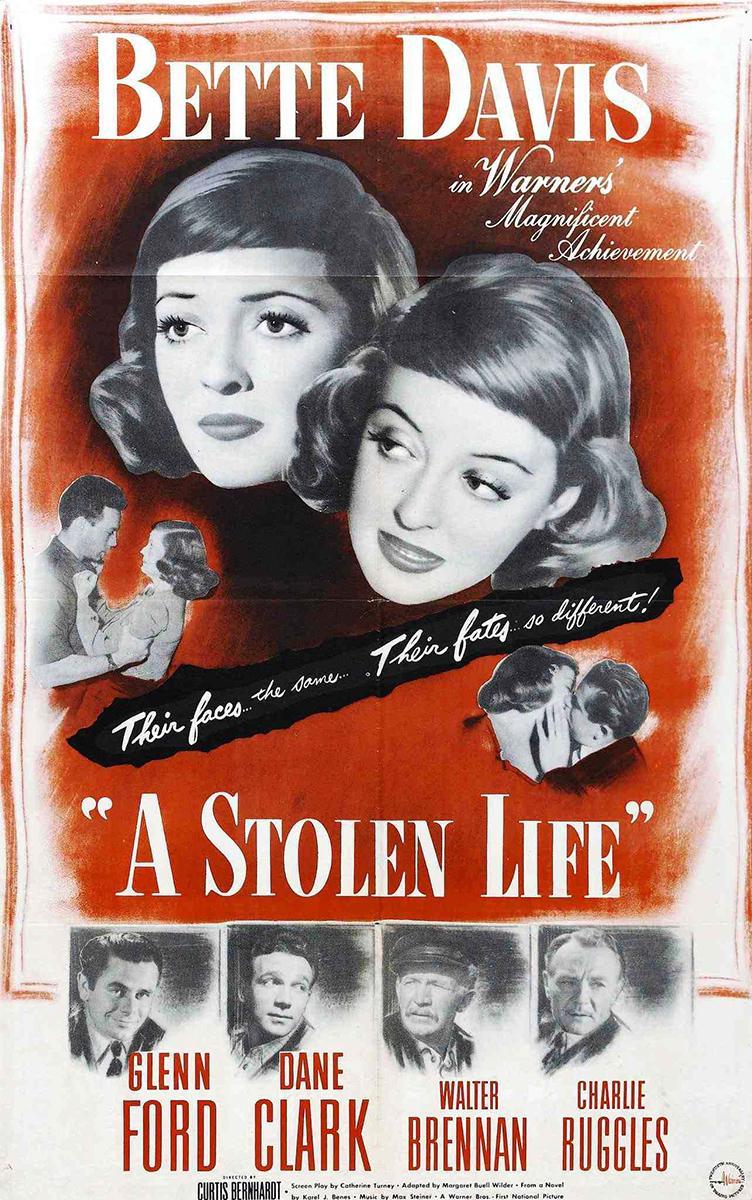 BETTE DAVIS
in Warners'
Magnificent
Achievement
Their faces... the same... Their fates... so different!
"A STOLEN LIFE"
GLENN FORD
DANE CLARK
WALTER BRENNAN
CHARLIE RUGGLES
DIRECTED BY
CURTIS BERNHARDT • Screen Play by Catherine Turney • Adapted by Margaret Buell Wilder • From a Novel
by Karel J. Benes • Music by Max Steiner • A Warner Bros. - First National Picture